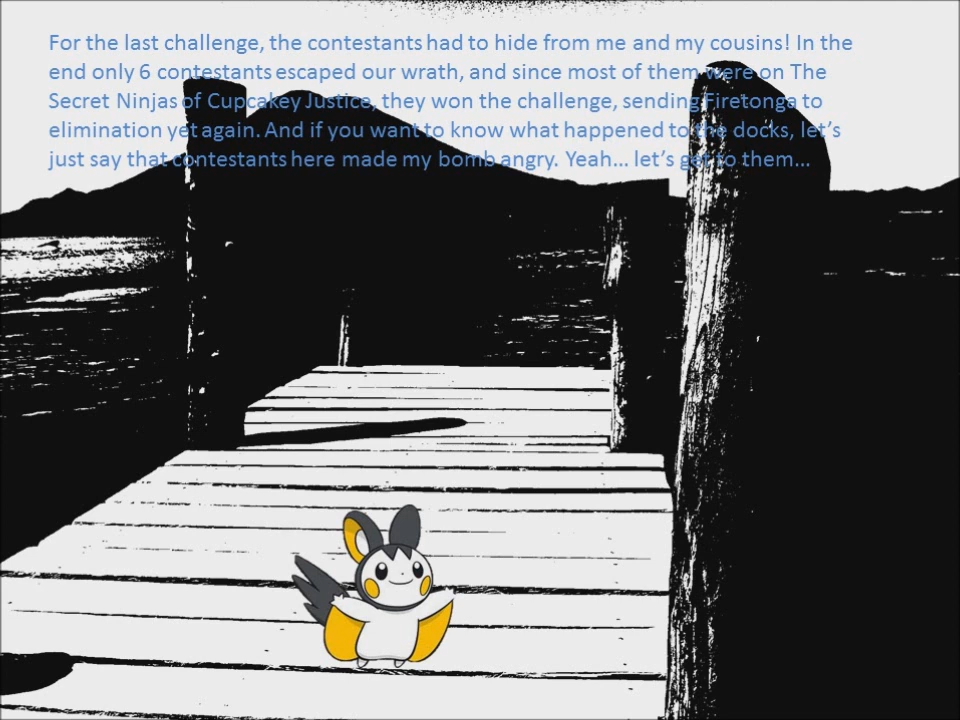 For the last challenge, the contestants had to hide from me and my cousins! In the
end only 6 contestants escaped our wrath, and since most of them were on The
Secret Ninjas of Cupcakey Justice, they won the challenge, sending Firetonga to
elimination yet again. And if you want to know what happened to the docks, let’s
just say that contestants here made my bomb angry. Yeah… let’s get to them…